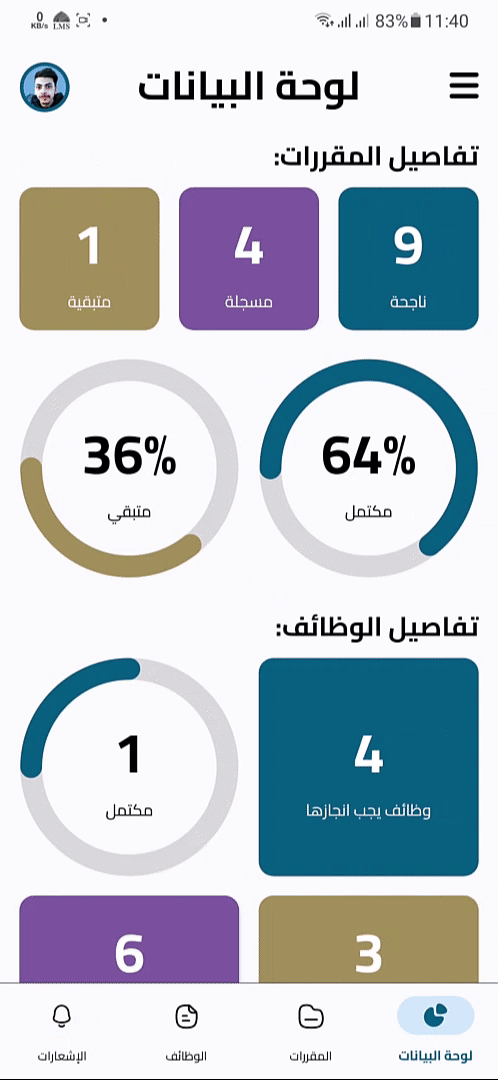 0
KB/s
LMS
83%
11:40
لوحة البيانات
تفاصيل المقررات:
9
ناجحة
4
مسجلة
1
متبقية
64%
مكتمل
36%
متبقي
تفاصيل الوظائف:
4
وظائف يجب انجازها
1
مكتمل
3
6
لوحة البيانات
المقررات
الوظائف
الإشعارات